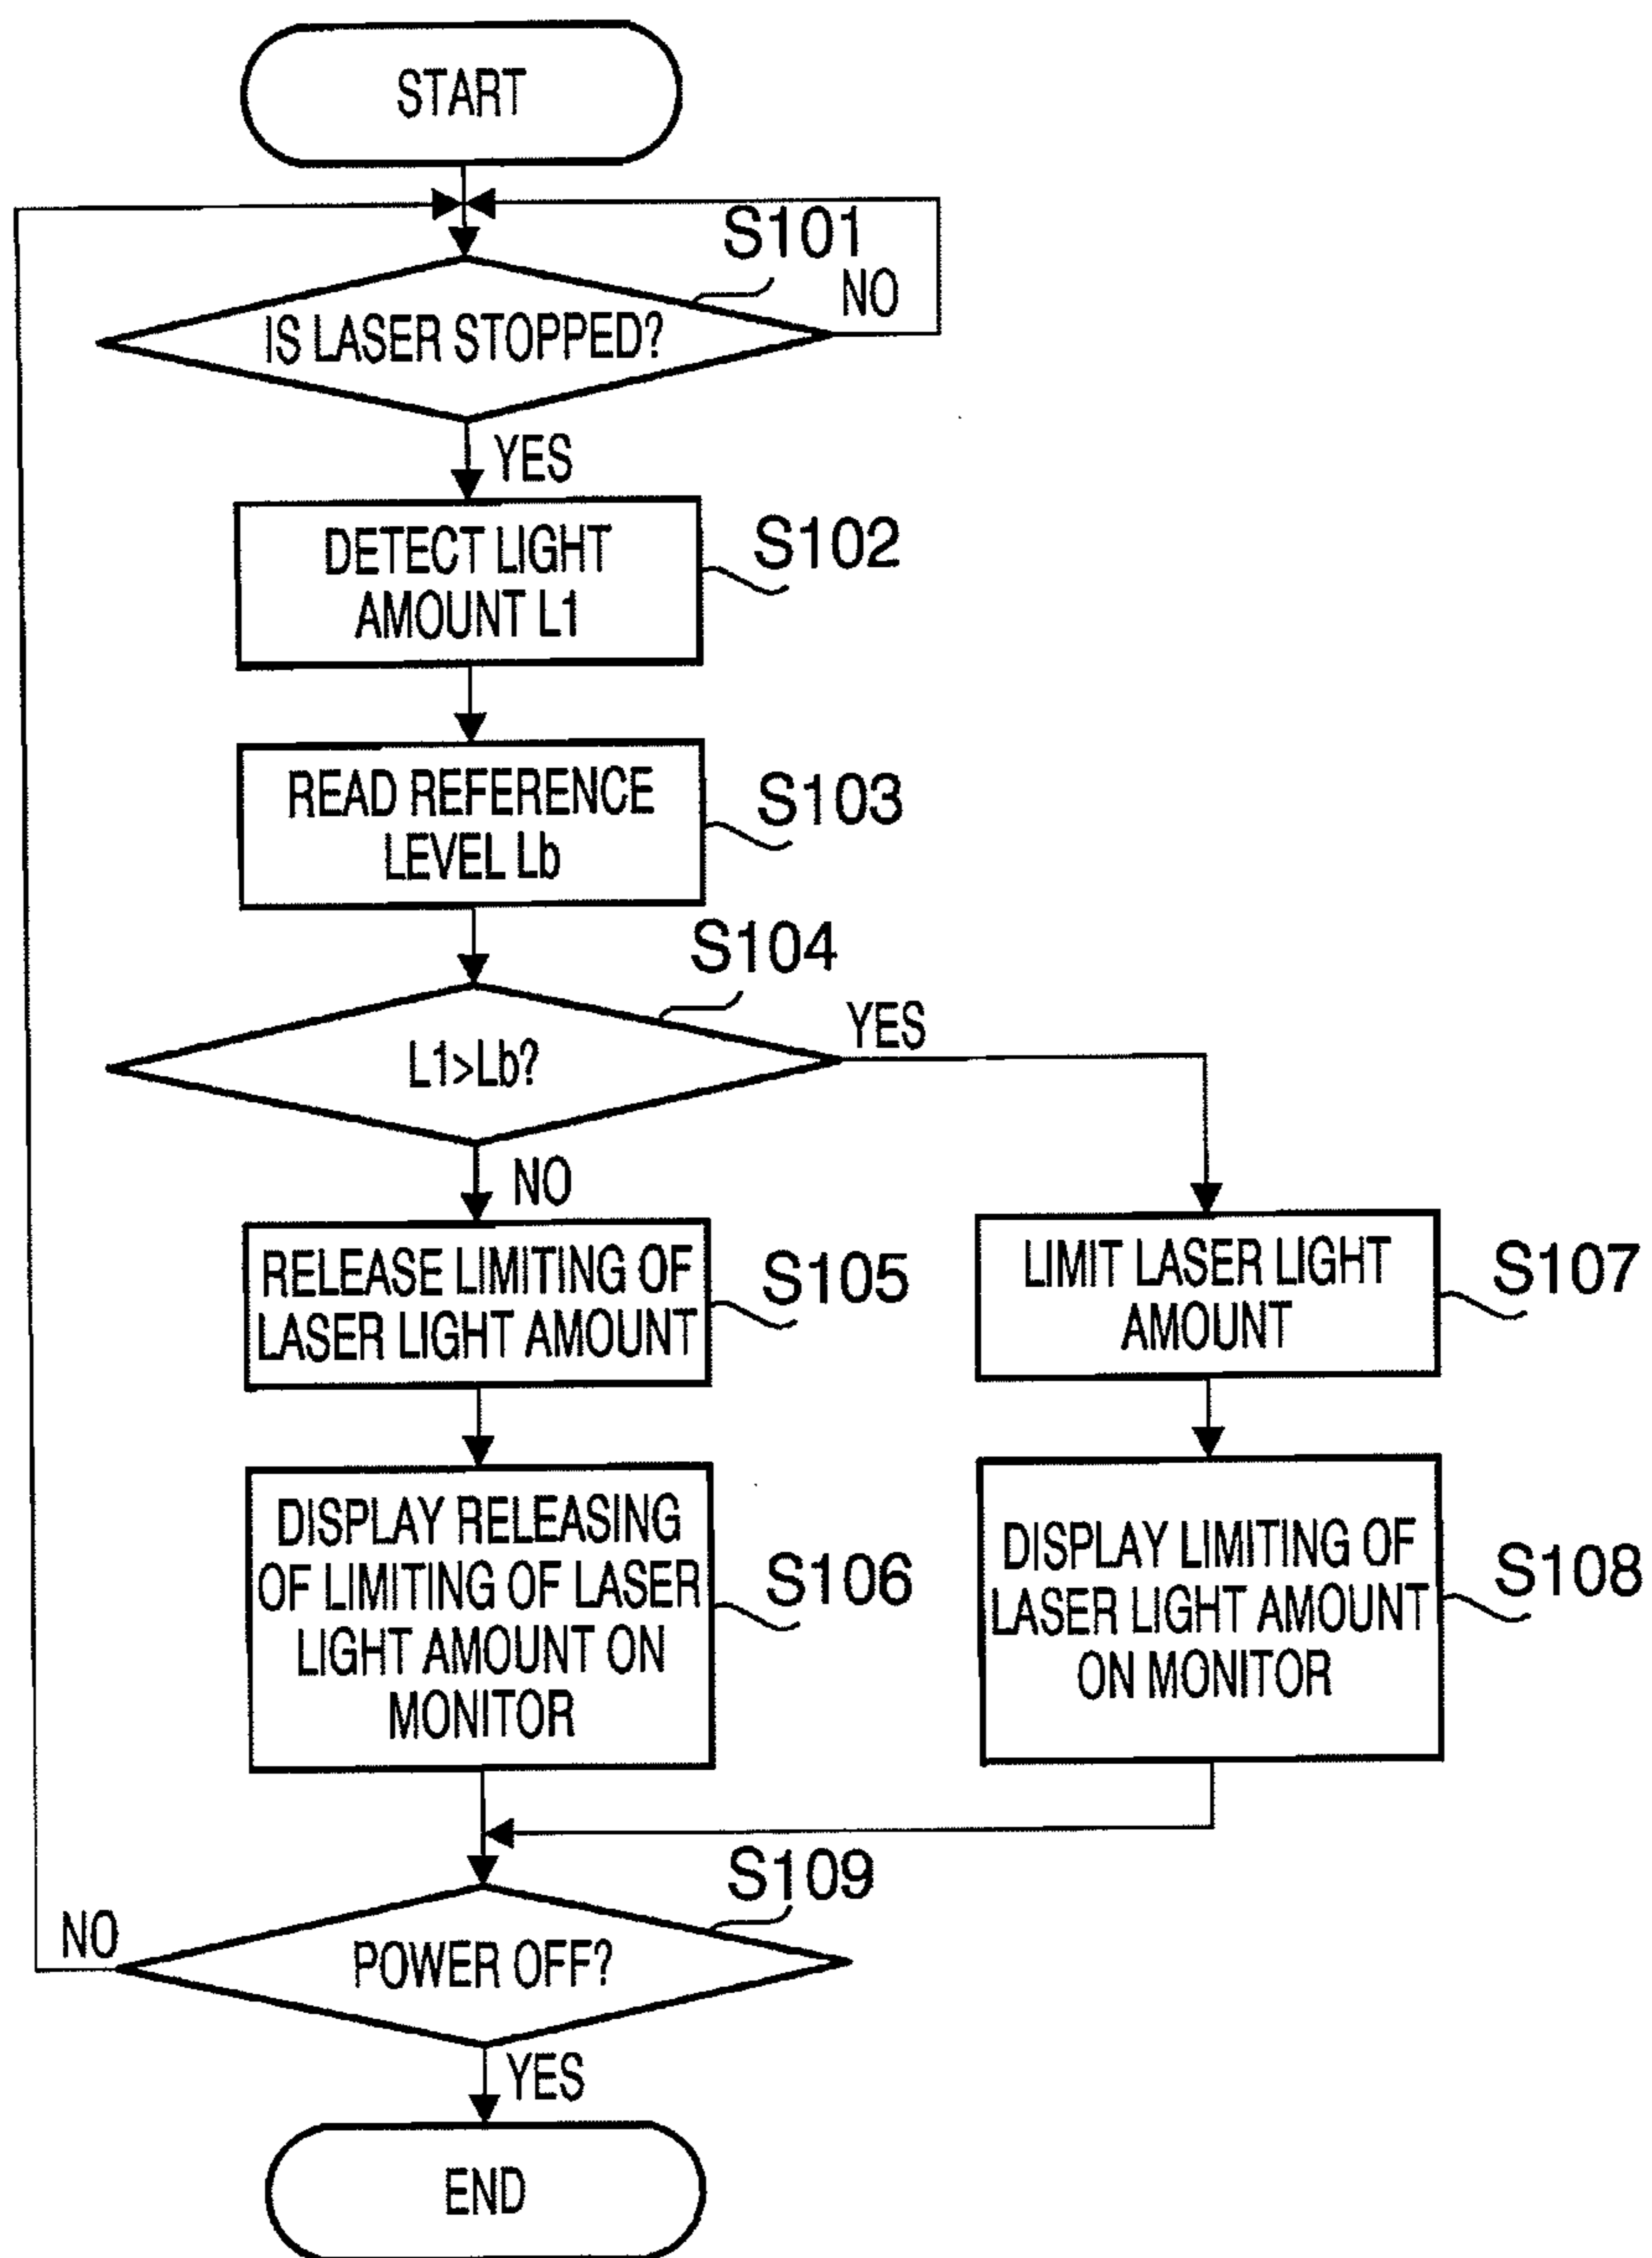 START
S101
NO
IS LASER STOPPED?
YES
DETECT LIGHT
AMOUNT L1
S102
READ REFERENCE
LEVEL Lb
S103
S104
YES
L1>Lb?
NO
RELEASE LIMITING OF
LASER LIGHT AMOUNT
S105
LIMIT LASER LIGHT
AMOUNT
S107
DISPLAY RELEASING
OF LIMITING OF LASER
LIGHT AMOUNT ON
MONITOR
S106
DISPLAY LIMITING OF
LASER LIGHT AMOUNT
ON MONITOR
S108
S109
NO
POWER OFF?
YES
END